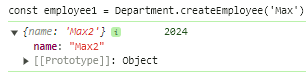 const employee1 = Department.createEmployee('Max')
▼ {name: 'Max2'} i 2024
name: "Max2"
▶ [[Prototype]]: Object